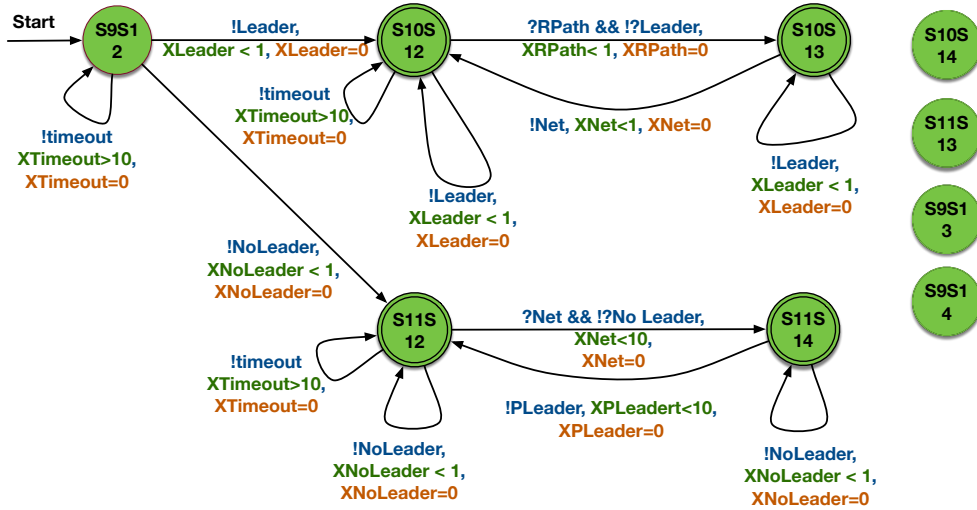 Start
S9S1
2
!Leader,
XLeader < 1, XLeader=0
S10S
12
?RPath && !?Leader,
XRPath< 1, XRPath=0
S10S
13
S10S
14
!timeout
XTimeout>10,
XTimeout=0
!timeout
XTimeout>10,
XTimeout=0
!Net, XNet<1, XNet=0
S11S
13
!Leader,
XLeader < 1,
XLeader=0
!Leader,
XLeader < 1,
XLeader=0
S9S1
3
!NoLeader,
XNoLeader < 1,
XNoLeader=0
S9S1
4
S11S
12
?Net && !?No Leader,
XNet<10,
XNet=0
S11S
14
!timeout
XTimeout>10,
XTimeout=0
!PLeader, XPLeadert<10,
XPLeader=0
!NoLeader,
XNoLeader < 1,
XNoLeader=0
!NoLeader,
XNoLeader < 1,
XNoLeader=0